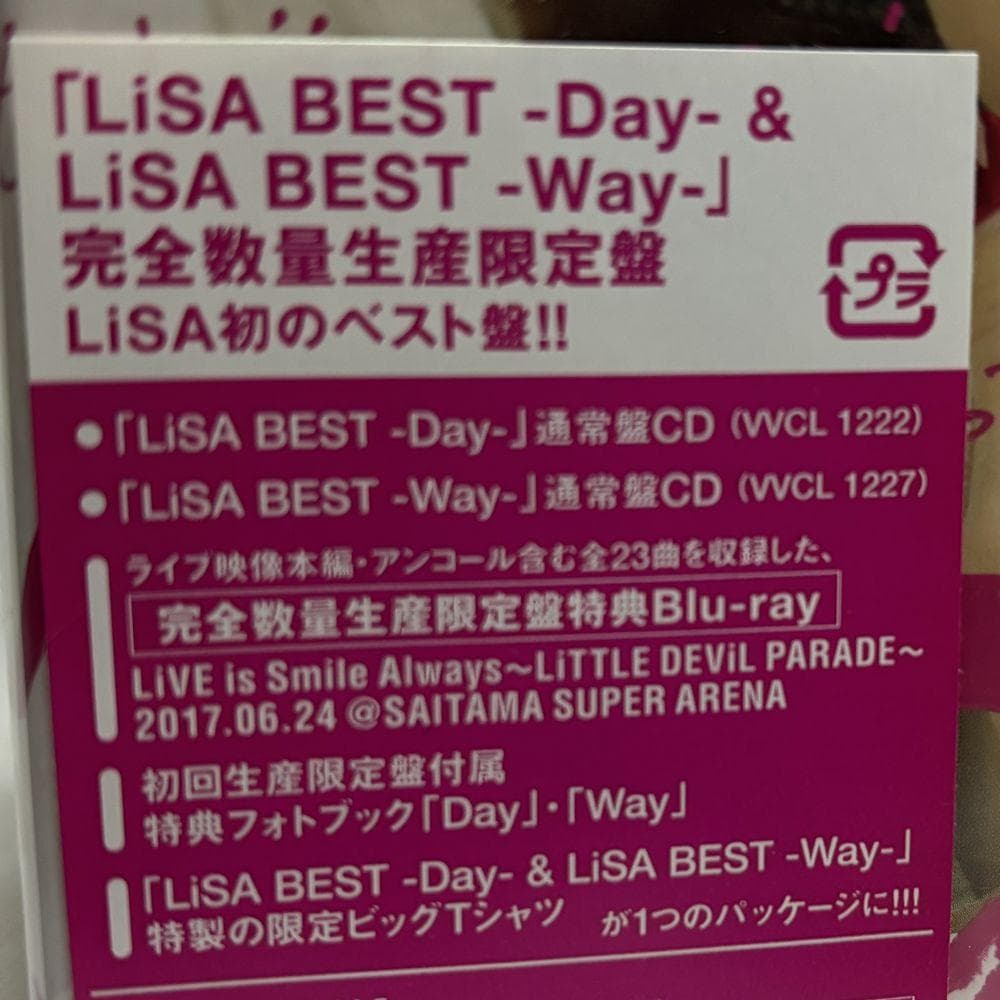 「LiSA BEST -Day- &
LiSA BEST -Way-」
完全数量生産限定盤
LiSA初のベスト盤!!
プラ
●「LiSA BEST -Day-」通常盤CD（VVCL 1222）
●「LiSA BEST -Way-」通常盤CD（VVCL 1227）
ライブ映像本編・アンコール含む全23曲を収録した、
完全数量生産限定盤特典Blu-ray
LiVE is Smile Always〜LiTTLE DEViL PARADE〜
2017.06.24 @SAITAMA SUPER ARENA
初回生産限定盤付属
特典フォトブック「Day」・「Way」
「LiSA BEST -Day- & LiSA BEST -Way-」
特製の限定ビッグTシャツ　が1つのパッケージに!!!